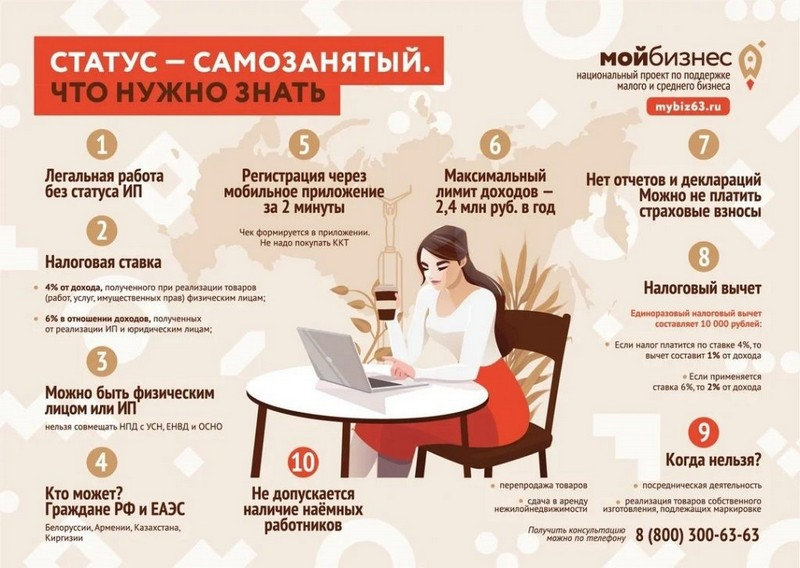 СТАТУС — САМОЗАНЯТЫЙ.
ЧТО НУЖНО ЗНАТЬ
мойбизнес
национальный проект по поддержке
малого и среднего бизнеса
mybiz63.ru
1
Легальная работа
без статуса ИП
2
Налоговая ставка
• 4% от дохода, полученного при реализации товаров
(работ, услуг, имущественных прав) физическим лицам;
• 6% в отношении доходов, полученных
от реализации ИП и юридическим лицам;
3
Можно быть физическим
лицом или ИП
нельзя совмещать НПД с УСН, ЕНВД и ОСНО
4
Кто может?
Граждане РФ и ЕАЭС
Белоруссии, Армении, Казахстана,
Киргизии
5
Регистрация через
мобильное приложение
за 2 минуты
Чек формируется в приложении.
Не надо покупать ККТ
6
Максимальный
лимит доходов —
2,4 млн руб. в год
7
Нет отчетов и деклараций
Можно не платить
страховые взносы
8
Налоговый вычет
Единоразовый налоговый вычет
составляет 10 000 рублей:
• Если налог платится по ставке 4%, то
вычет составит 1% от дохода
• Если применяется
ставка 6%, то 2% от дохода
9
Когда нельзя?
• перепродажа товаров
• посредническая деятельность
• сдача в аренду
нежилойнедвижимости
• реализация товаров собственного
изготовления, подлежащих маркировке
10
Не допускается
наличие наёмных
работников
Получить консультацию
можно по телефону
8 (800) 300-63-63